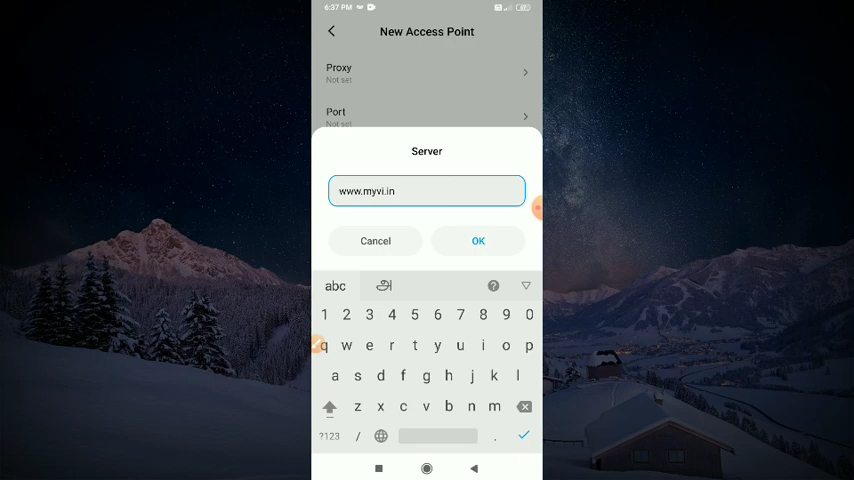 6:37 PM
New Access Point
Proxy
Not set
Port
Not set
Server
www.myvi.in
Cancel
OK
abc
1 2 3 4 5 6 7 8 9 0
q w e r t y u i o p
a s d f g h j k l
z x c v b n m
?123 / .